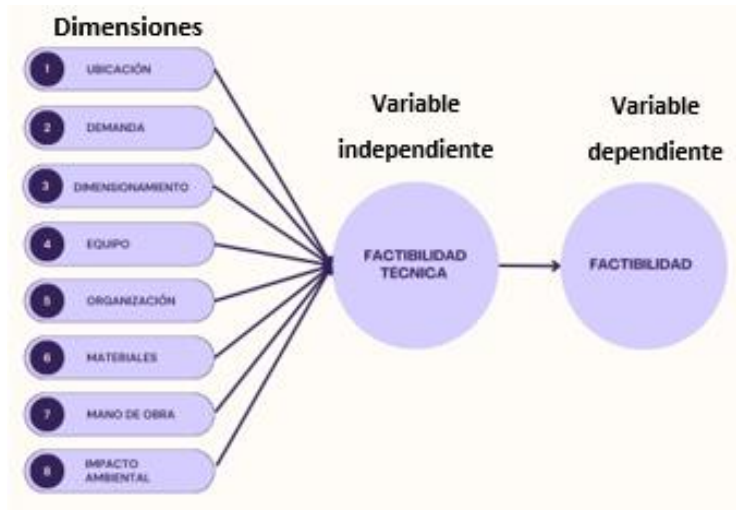 Dimensiones
1 UBICACIÓN
2 DEMANDA
3 DIMENSIONAMIENTO
4 EQUIPO
5 ORGANIZACIÓN
6 MATERIALES
7 MANO DE OBRA
8 IMPACTO
AMBIENTAL
Variable
independiente
FACTIBILIDAD
TECNICA
Variable
dependiente
FACTIBILIDAD